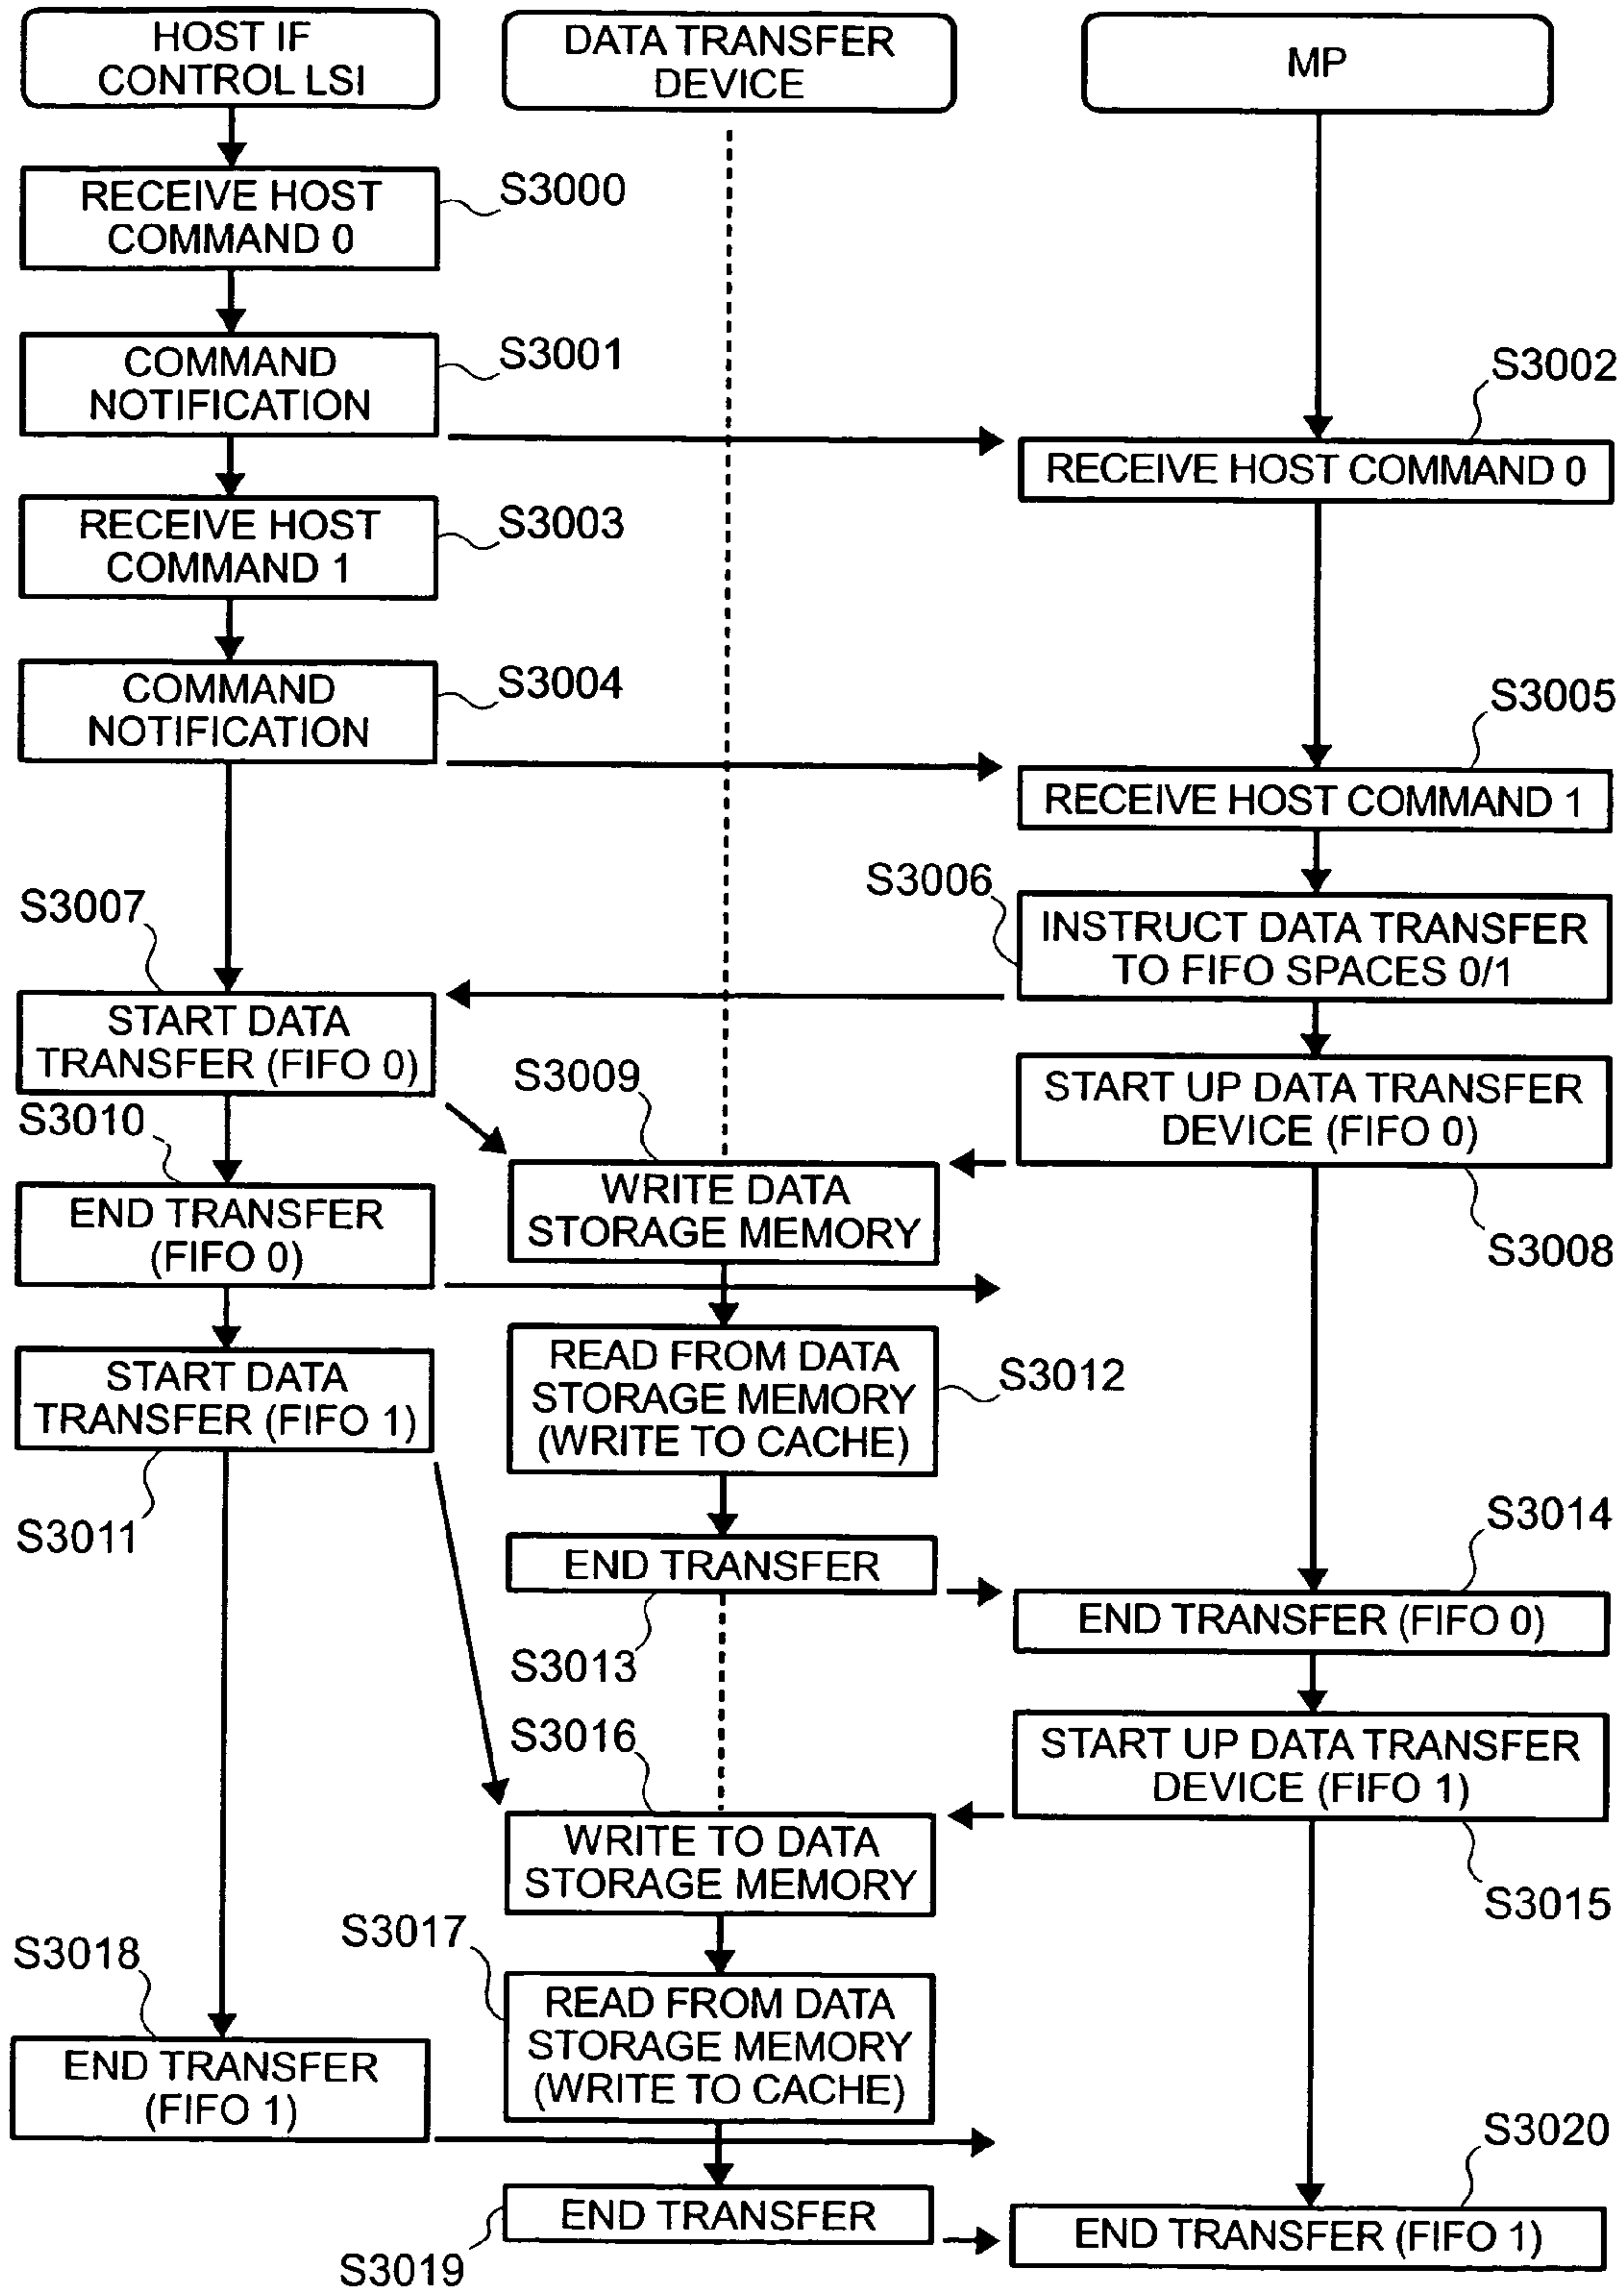 HOST IF
CONTROL LSI
DATA TRANSFER
DEVICE
MP
RECEIVE HOST
COMMAND 0
S3000
COMMAND
NOTIFICATION
S3001
S3002
RECEIVE HOST COMMAND 0
RECEIVE HOST
COMMAND 1
S3003
COMMAND
NOTIFICATION
S3004
S3005
RECEIVE HOST COMMAND 1
S3006
INSTRUCT DATA TRANSFER
TO FIFO SPACES 0/1
S3007
START DATA
TRANSFER (FIFO 0)
START UP DATA TRANSFER
DEVICE (FIFO 0)
S3008
S3009
WRITE DATA
STORAGE MEMORY
S3010
END TRANSFER
(FIFO 0)
START DATA
TRANSFER (FIFO 1)
S3011
READ FROM DATA
STORAGE MEMORY
(WRITE TO CACHE)
S3012
END TRANSFER
S3013
S3014
END TRANSFER (FIFO 0)
START UP DATA TRANSFER
DEVICE (FIFO 1)
S3015
S3016
WRITE TO DATA
STORAGE MEMORY
S3017
READ FROM DATA
STORAGE MEMORY
(WRITE TO CACHE)
S3018
END TRANSFER
(FIFO 1)
END TRANSFER
S3019
S3020
END TRANSFER (FIFO 1)